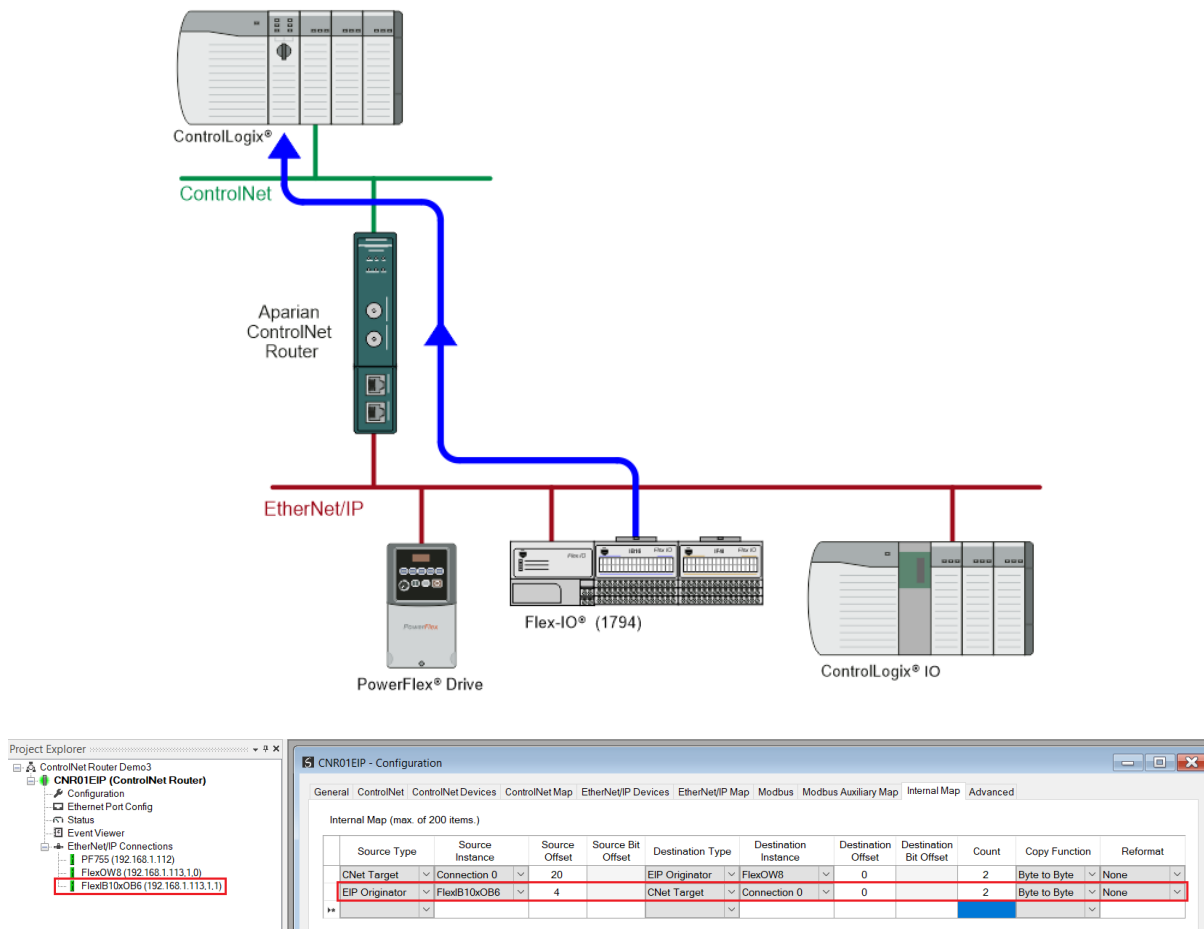 ControlLogix®
ControlNet
Aparian
ControlNet
Router
EtherNet/IP
Flex I/O
IB16 Flex I/O
IF4I Flex I/O
PowerFlex
Flex-IO® (1794)
PowerFlex® Drive
ControlLogix® IO
Project Explorer
ControlNet Router Demo3
CNR01EIP (ControlNet Router)
Configuration
Ethernet Port Config
Status
Event Viewer
EtherNet/IP Connections
PF755 (192.168.1.112)
FlexOW8 (192.168.1.113,1,0)
FlexIB10xOB6 (192.168.1.113,1,1)
CNR01EIP - Configuration
General ControlNet ControlNet Devices ControlNet Map EtherNet/IP Devices EtherNet/IP Map Modbus Modbus Auxiliary Map Internal Map Advanced
Internal Map (max. of 200 items.)
Source Type Source Instance Source Offset Source Bit Offset Destination Type Destination Instance Destination Offset Destination Bit Offset Count Copy Function Reformat
CNet Target Connection 0 20 EIP Originator FlexOW8 0 2 Byte to Byte None
EIP Originator FlexIB10xOB6 4 CNet Target Connection 0 0 2 Byte to Byte None